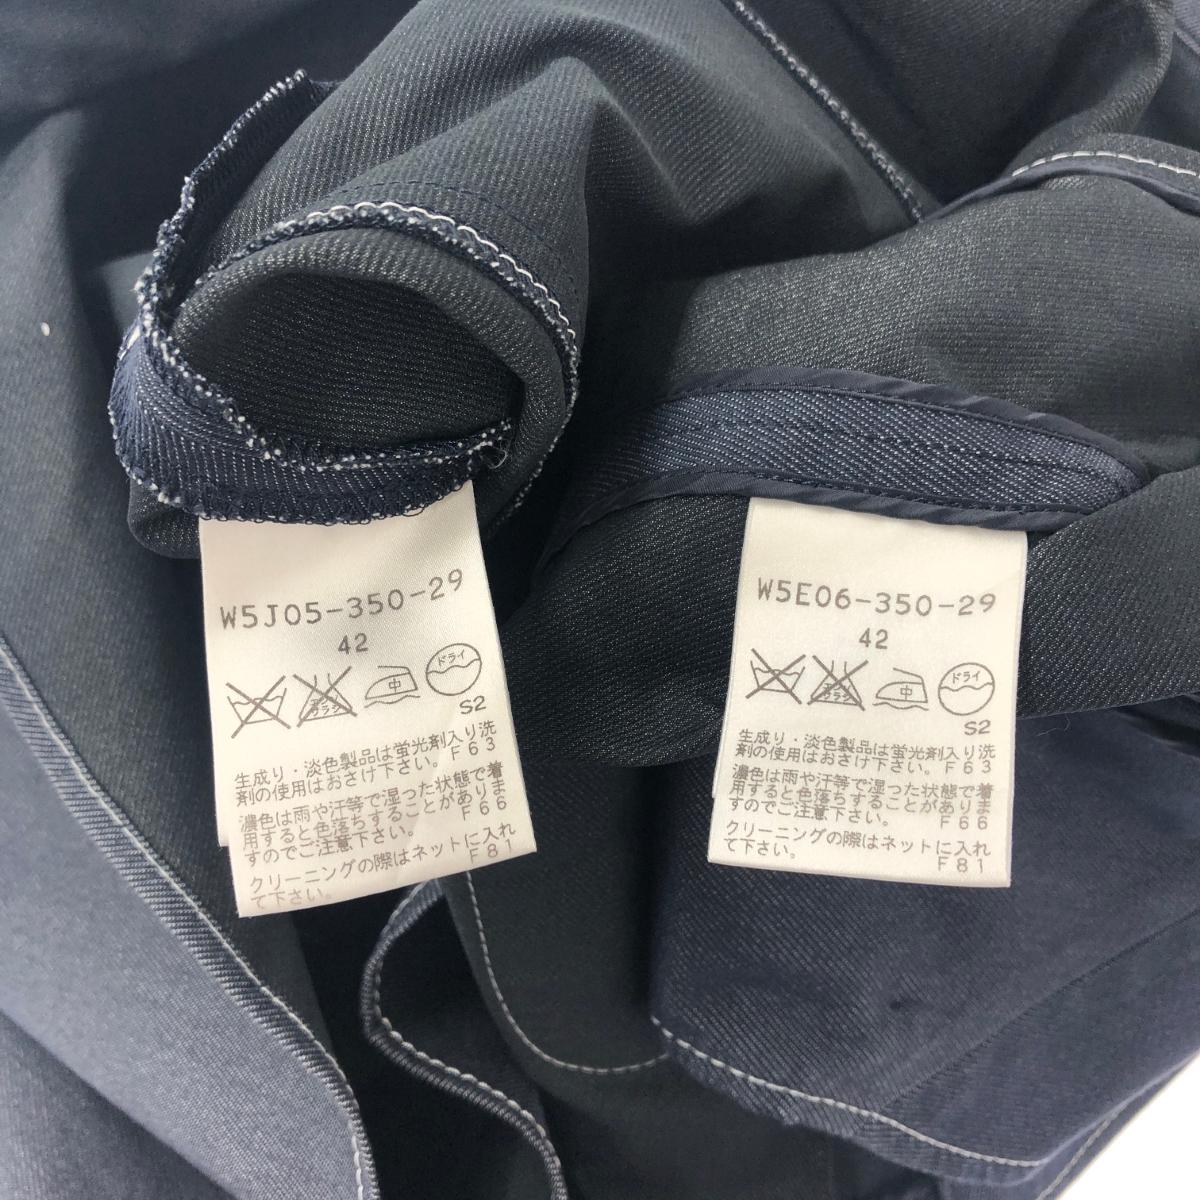 W5J05-350-29
42
ドライ
中
S2
生成り・淡色製品は蛍光剤入り洗
剤の使用はおさけ下さい。F63
濃色は雨や汗等で湿った状態で着
用すると色落ちすることがありま
すのでご注意下さい。F66
クリーニングの際はネットに入れ
て下さい。F81
W5E06-350-29
42
ドライ
中
S2
生成り・淡色製品は蛍光剤入り洗
剤の使用はおさけ下さい。F63
濃色は雨や汗等で湿った状態で着
用すると色落ちすることがありま
すのでご注意下さい。F66
クリーニングの際はネットに入れ
て下さい。F81